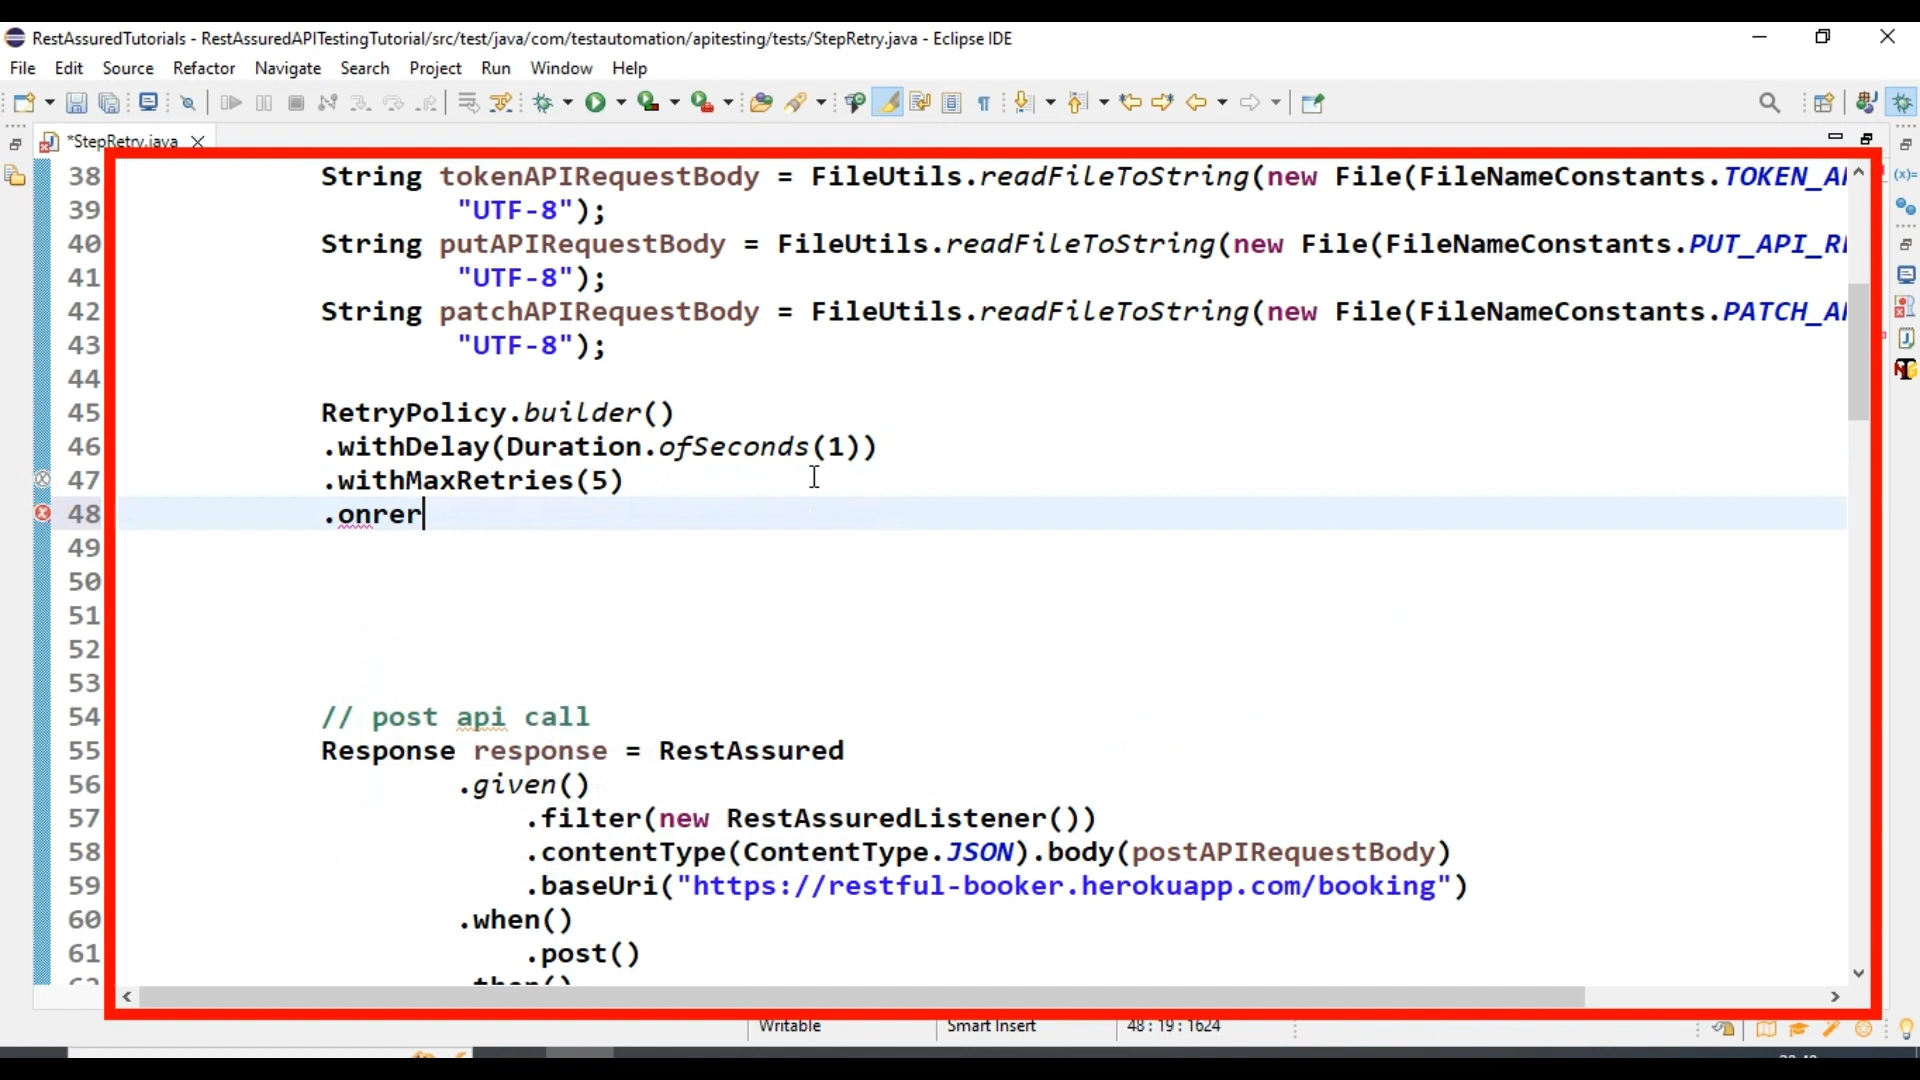 RestAssuredTutorials - RestAssuredAPITestingTutorial/src/test/java/com/testautomation/apitesting/tests/StepRetry.java - Eclipse IDE
File Edit Source Refactor Navigate Search Project Run Window Help
*StepRetry.java
38 String tokenAPIRequestBody = FileUtils.readFileToString(new File(FileNameConstants.TOKEN_A
39 "UTF-8");
40 String putAPIRequestBody = FileUtils.readFileToString(new File(FileNameConstants.PUT_API_R
41 "UTF-8");
42 String patchAPIRequestBody = FileUtils.readFileToString(new File(FileNameConstants.PATCH_A
43 "UTF-8");
44
45 RetryPolicy.builder()
46 .withDelay(Duration.ofSeconds(1))
47 .withMaxRetries(5)
48 .onrer
49
50
51
52
53
54 // post api call
55 Response response = RestAssured
56 .given()
57 .filter(new RestAssuredListener())
58 .contentType(ContentType.JSON).body(postAPIRequestBody)
59 .baseUri("https://restful-booker.herokuapp.com/booking")
60 .when()
61 .post()
Writable Smart Insert 48 : 19 : 1624